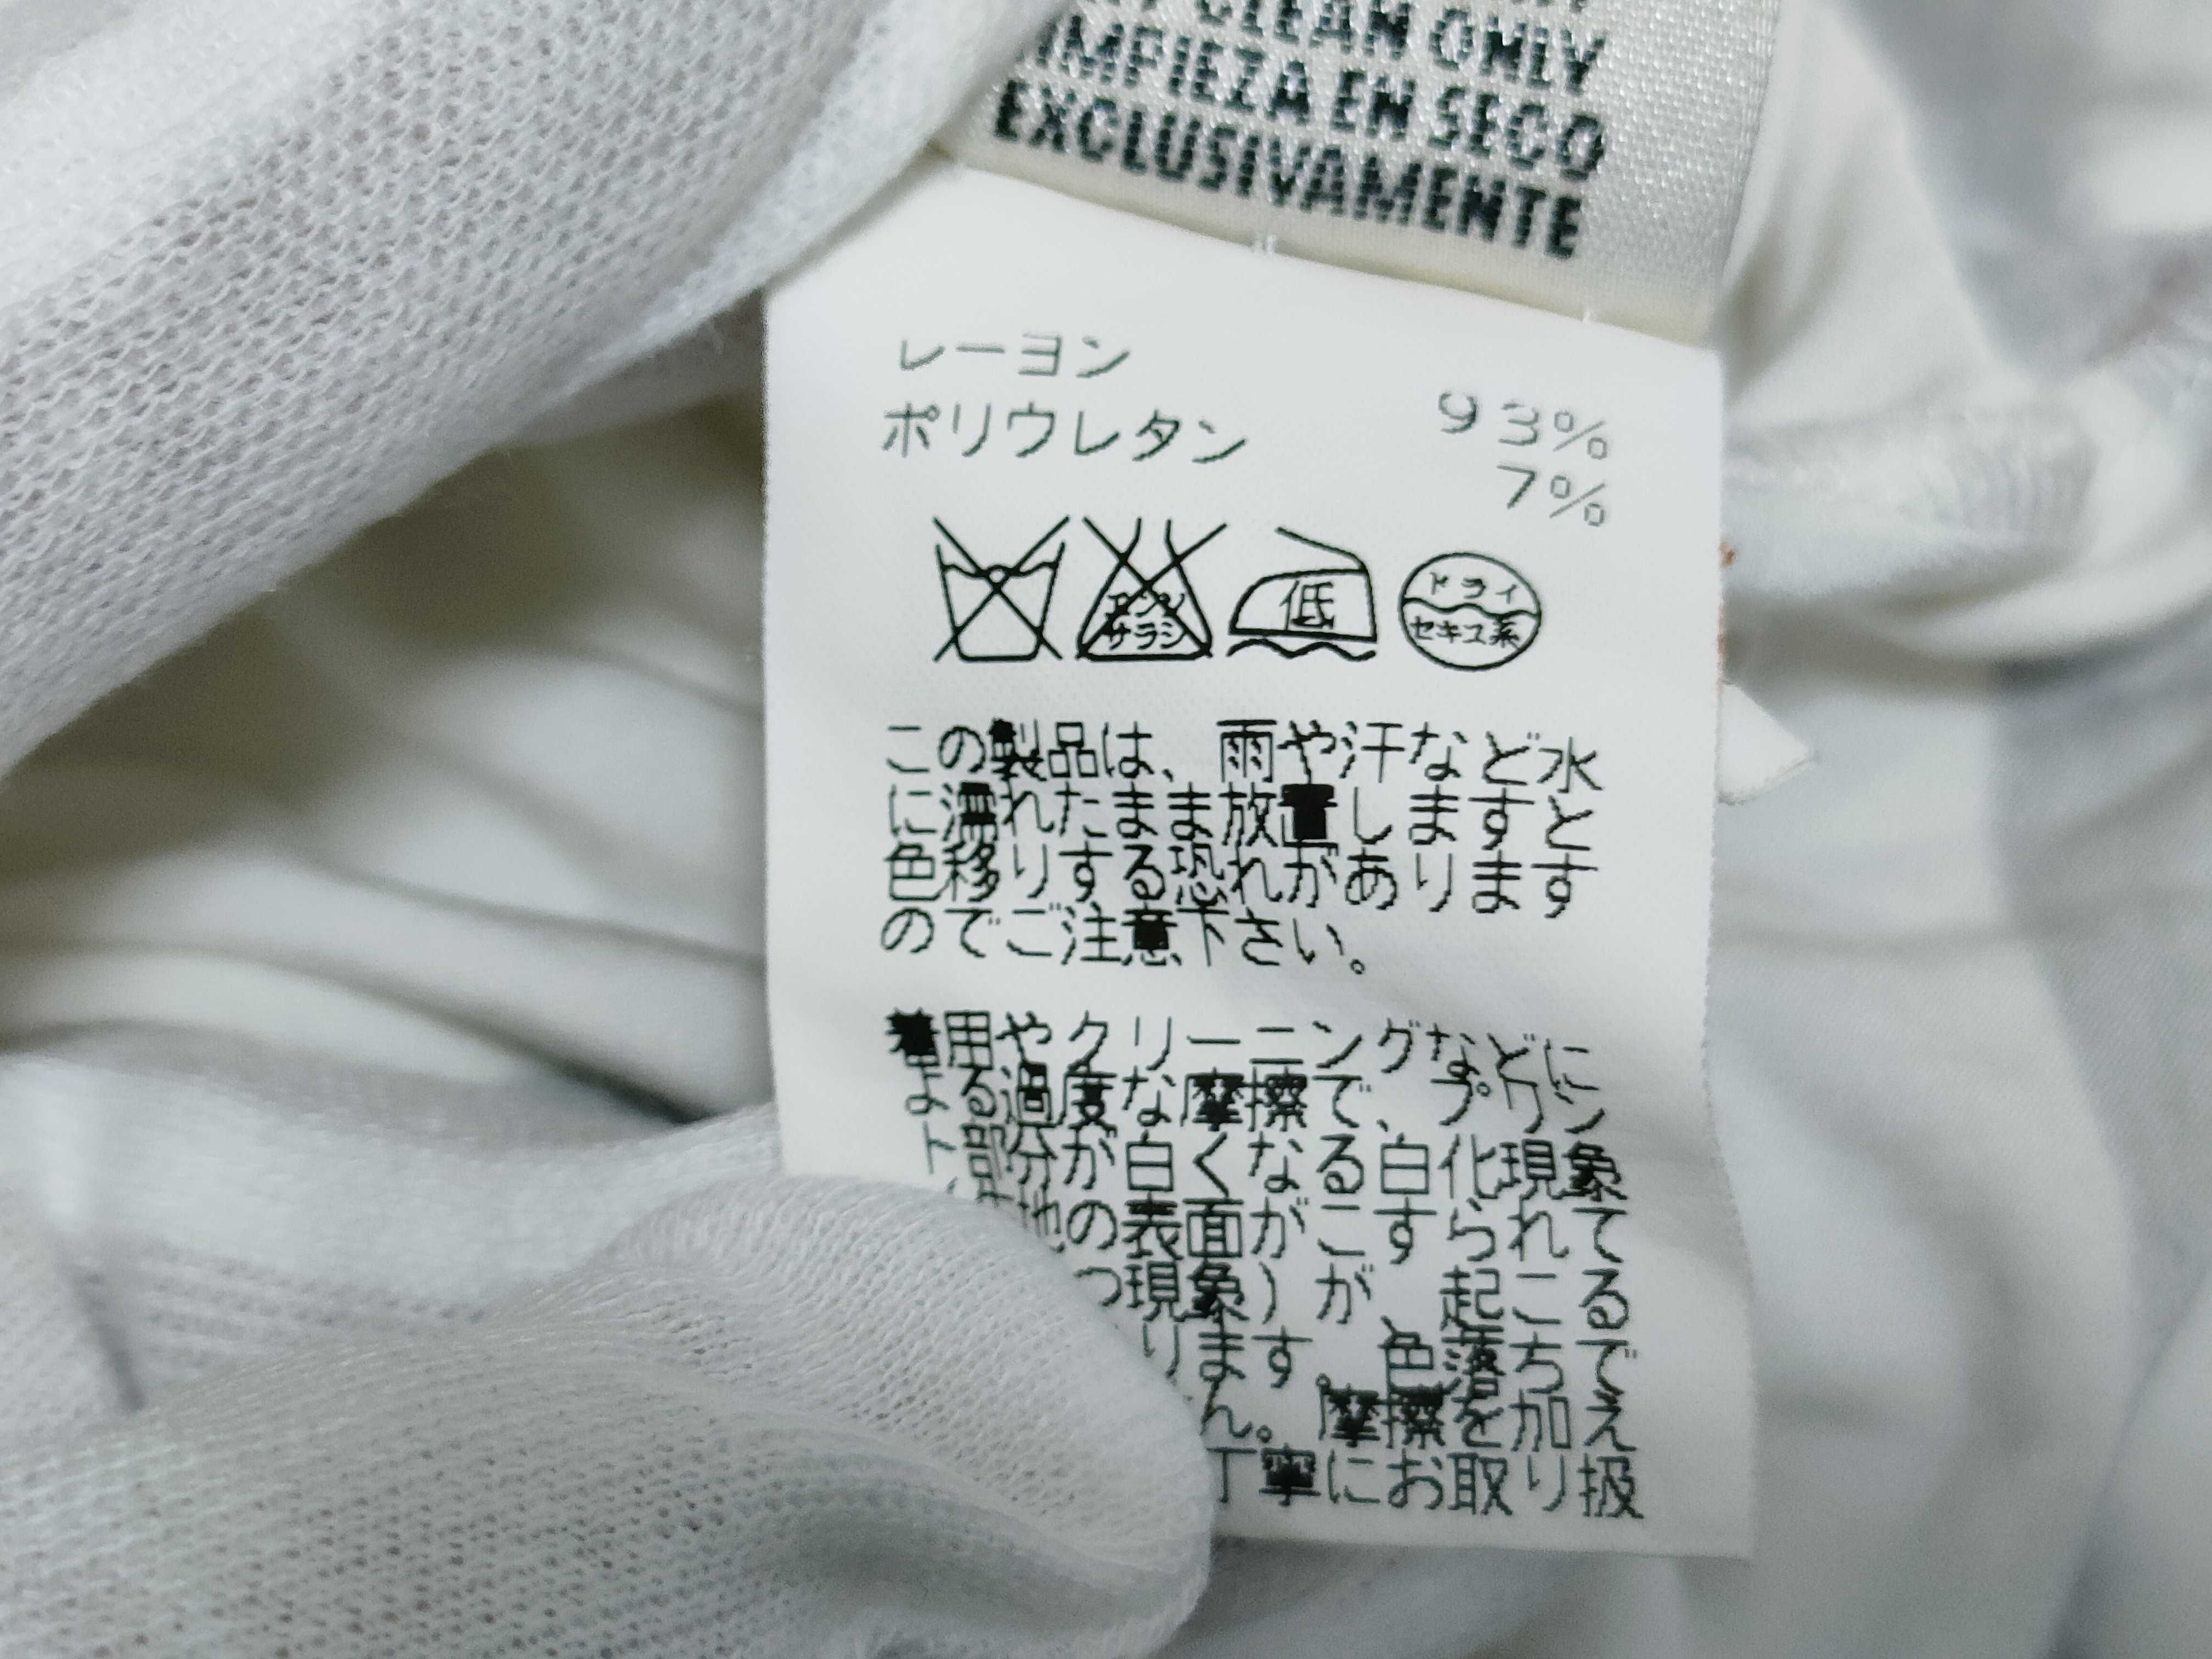 CLEAN ONLY
LIMPIEZA EN SECO
EXCLUSIVAMENTE
レーヨン 93%
ポリウレタン 7%
エンソ
サラシ
低
ドライ
セキユ系
この製品は、雨や汗など水
に濡れたまま放置しますと
色移りする恐れがあります
のでご注意下さい。
着用やクリーニングなどに
よる過度な摩擦で、プリン
ト部分が白くなる白化現象
地の表面がこすられて
つ現象)が、起こる
ります。色落ちで
ん。摩擦を加え
丁寧にお取り扱